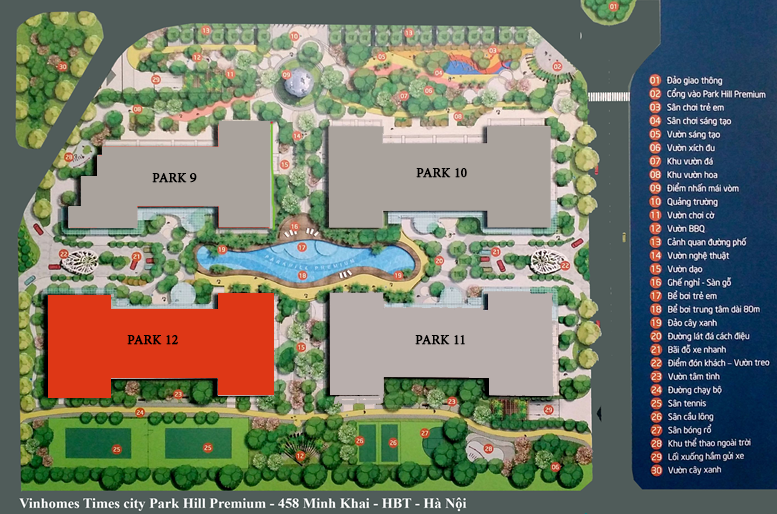 PARK 9
PARK 10
PARK 12
PARK 11
01 Đảo giao thông
02 Cổng vào Park Hill Premium
03 Sân chơi trẻ em
04 Sân chơi sáng tạo
05 Vườn sáng tạo
06 Vườn xích đu
07 Khu vườn đá
08 Khu vườn hoa
09 Điểm nhấn mái vòm
10 Quảng trường
11 Vườn chơi cờ
12 Vườn BBQ
13 Cảnh quan đường phố
14 Vườn nghệ thuật
15 Vườn dạo
16 Ghế nghỉ - Sàn gỗ
17 Bể bơi trẻ em
18 Bể bơi trung tâm dài 80m
19 Đảo cây xanh
20 Đường lát đá cách điệu
21 Bãi đỗ xe nhanh
22 Điểm đón khách – Vườn treo
23 Vườn tâm tình
24 Đường chạy bộ
25 Sân tennis
26 Sân cầu lông
27 Sân bóng rổ
28 Khu thể thao ngoài trời
29 Lối xuống hầm gửi xe
30 Vườn cây xanh
Vinhomes Times city Park Hill Premium - 458 Minh Khai - HBT - Hà Nội